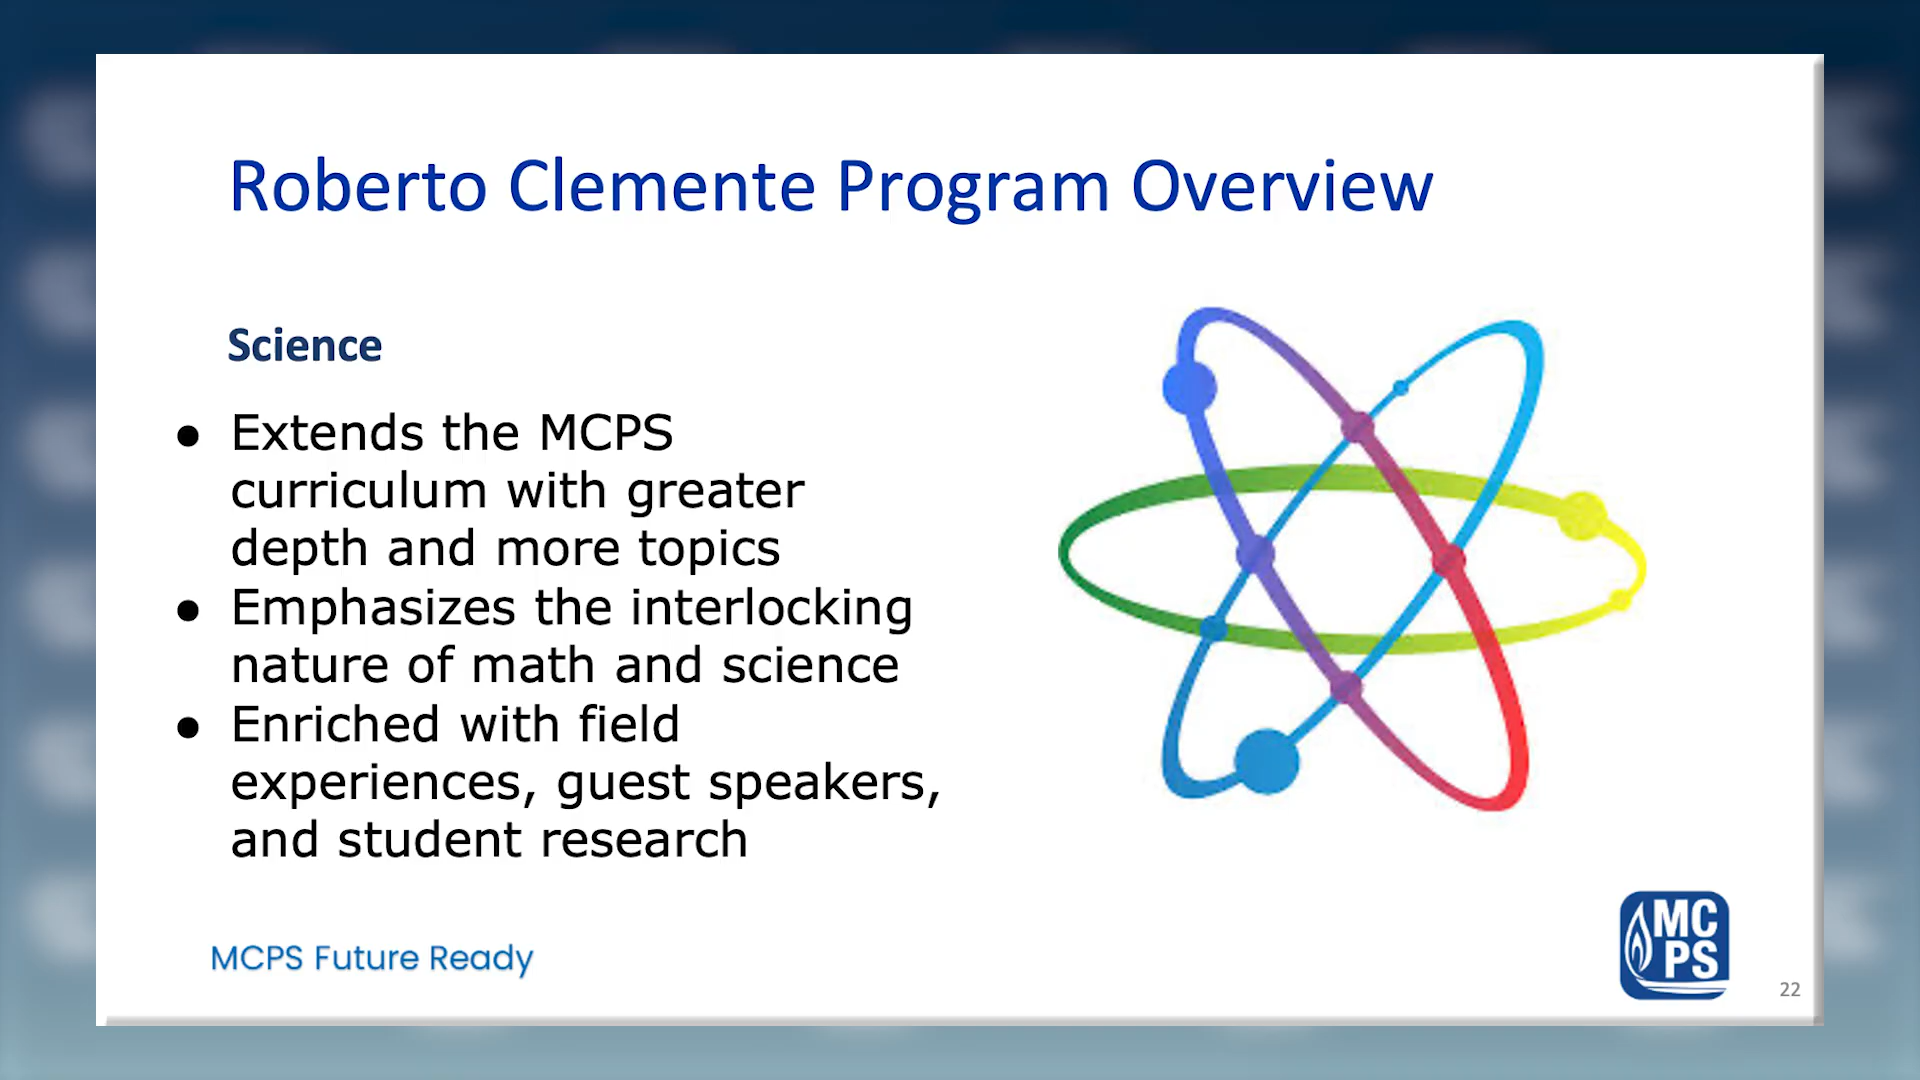 Roberto Clemente Program Overview
Science
● Extends the MCPS
curriculum with greater
depth and more topics
● Emphasizes the interlocking
nature of math and science
● Enriched with field
experiences, guest speakers,
and student research
MCPS Future Ready
MC
PS
22